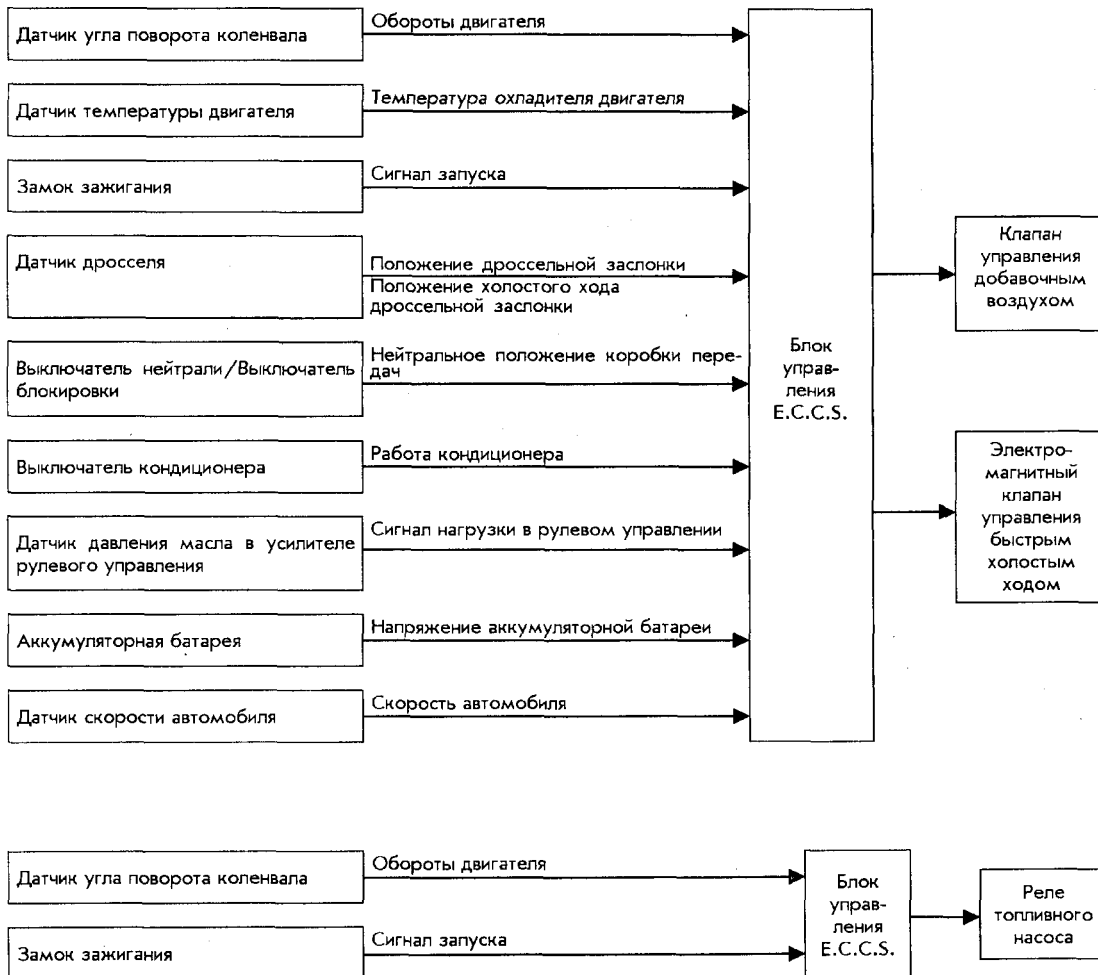 Датчик угла поворота коленвала
Обороты двигателя
Датчик температуры двигателя
Температура охладителя двигателя
Замок зажигания
Сигнал запуска
Датчик дросселя
Положение дроссельной заслонки
Положение холостого хода
дроссельной заслонки
Выключатель нейтрали/Выключатель
блокировки
Нейтральное положение коробки пере-
дач
Выключатель кондиционера
Работа кондиционера
Датчик давления масла в усилителе
рулевого управления
Сигнал нагрузки в рулевом управлении
Аккумуляторная батарея
Напряжение аккумуляторной батареи
Датчик скорости автомобиля
Скорость автомобиля
Блок
управ-
ления
E.C.C.S.
Клапан
управления
добавочным
воздухом
Электро-
магнитный
клапан
управления
быстрым
холостым
ходом
Датчик угла поворота коленвала
Обороты двигателя
Замок зажигания
Сигнал запуска
Блок
управ-
ления
E.C.C.S.
Реле
топливного
насоса